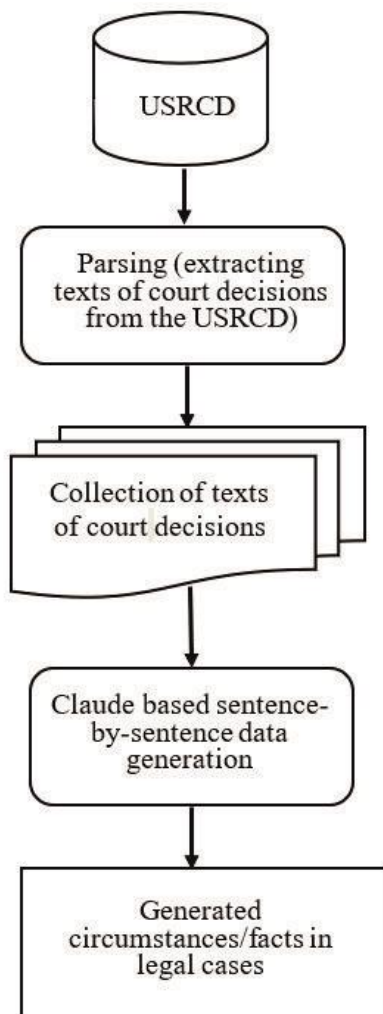 USRCD
Parsing (extracting
texts of court decisions
from the USRCD)
Collection of texts
of court decisions
Claude based sentence-
by-sentence data
generation
Generated
circumstances/facts in
legal cases